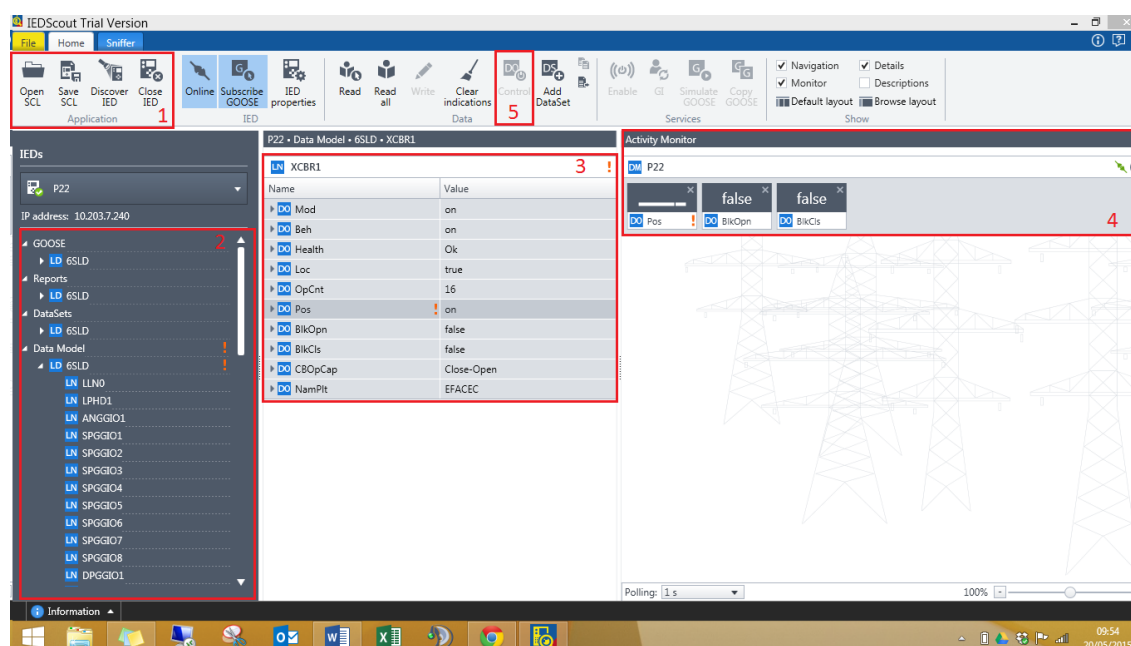 IEDScout Trial Version
File Home Sniffer
Open SCL Save SCL Discover IED Close IED
Application 1
Online Subscribe GOOSE IED properties
IED
Read Read all Write Clear indications
Data
Control
5
Add DataSet
Enable GI Simulate GOOSE Copy GOOSE
Services
Navigation Details
Monitor Descriptions
Default layout Browse layout
Show
IEDs
P22
IP address: 10.203.7.240
2
GOOSE
LD 6SLD
Reports
LD 6SLD
DataSets
LD 6SLD
Data Model !
LD 6SLD !
LN LLN0
LN LPHD1
LN ANGGIO1
LN SPGGIO1
LN SPGGIO2
LN SPGGIO3
LN SPGGIO4
LN SPGGIO5
LN SPGGIO6
LN SPGGIO7
LN SPGGIO8
LN DPGGIO1
P22 • Data Model • 6SLD • XCBR1
LN XCBR1 3 !
Name Value
DO Mod on
DO Beh on
DO Health Ok
DO Loc true
DO OpCnt 16
DO Pos ! on
DO BlkOpn false
DO BlkCls false
DO CBOpCap Close-Open
DO NamPlt EFACEC
Activity Monitor
DM P22
false false
DO Pos ! DO BlkOpn DO BlkCls
4
Polling: 1 s 100%
Information
09:54
20/05/2015